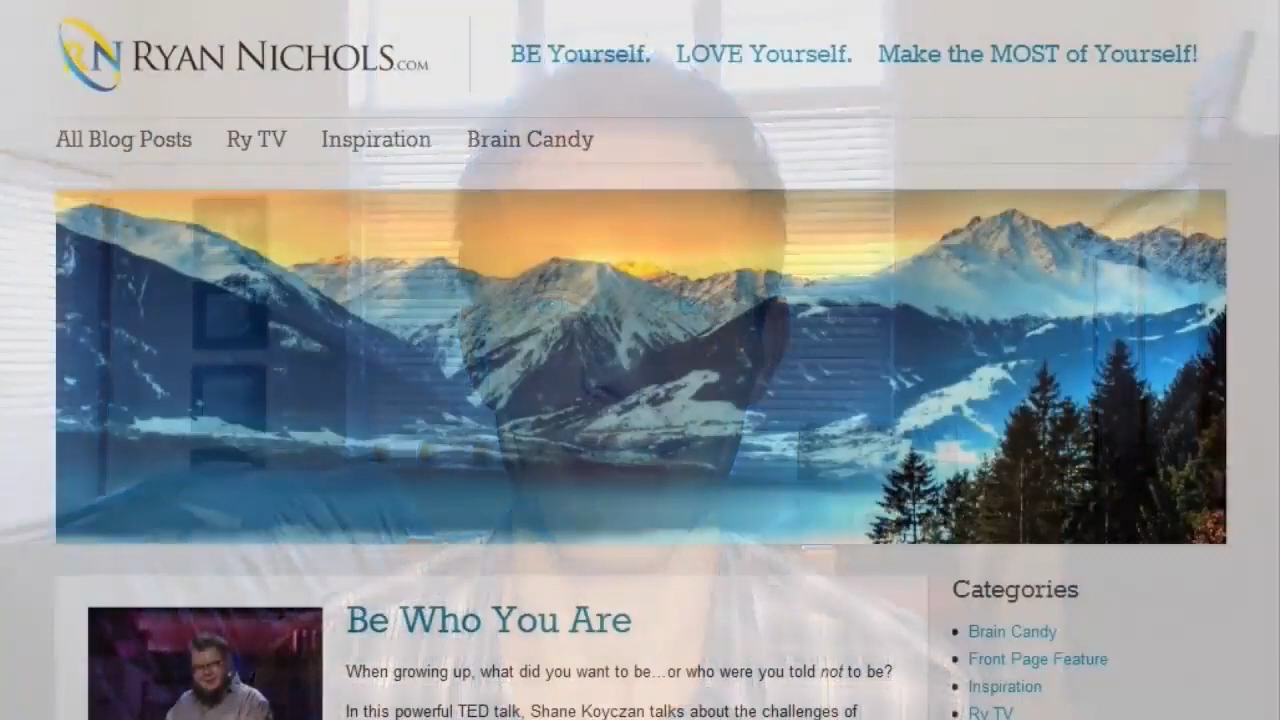 RN RYAN NICHOLS.COM
BE Yourself. LOVE Yourself. Make the MOST of Yourself!
All Blog Posts Ry TV Inspiration Brain Candy
Be Who You Are
When growing up, what did you want to be...or who were you told not to be?
In this powerful TED talk, Shane Koyczan talks about the challenges of
Categories
Brain Candy
Front Page Feature
Inspiration
Ry TV